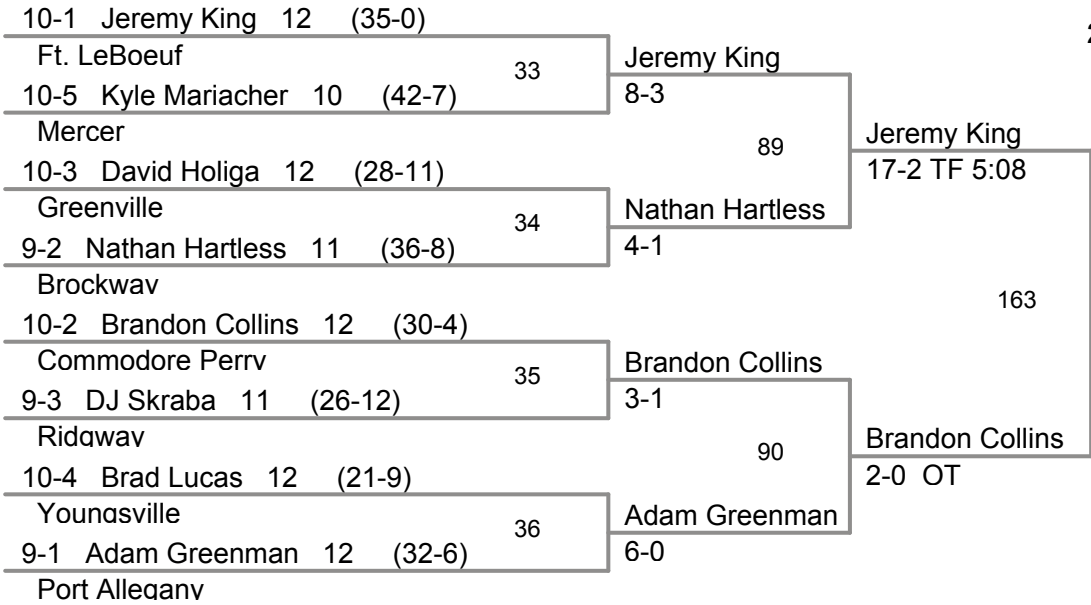 10-1 Jeremy King 12 (35-0)
Ft. LeBoeuf
33
10-5 Kyle Mariacher 10 (42-7)
Mercer
10-3 David Holiga 12 (28-11)
Greenville
34
9-2 Nathan Hartless 11 (36-8)
Brockway
10-2 Brandon Collins 12 (30-4)
Commodore Perry
35
9-3 DJ Skraba 11 (26-12)
Ridgway
10-4 Brad Lucas 12 (21-9)
Youngsville
36
9-1 Adam Greenman 12 (32-6)
Port Allegany
Jeremy King
8-3
89
Nathan Hartless
4-1
Brandon Collins
3-1
90
Adam Greenman
6-0
Jeremy King
17-2 TF 5:08
163
Brandon Collins
2-0 OT